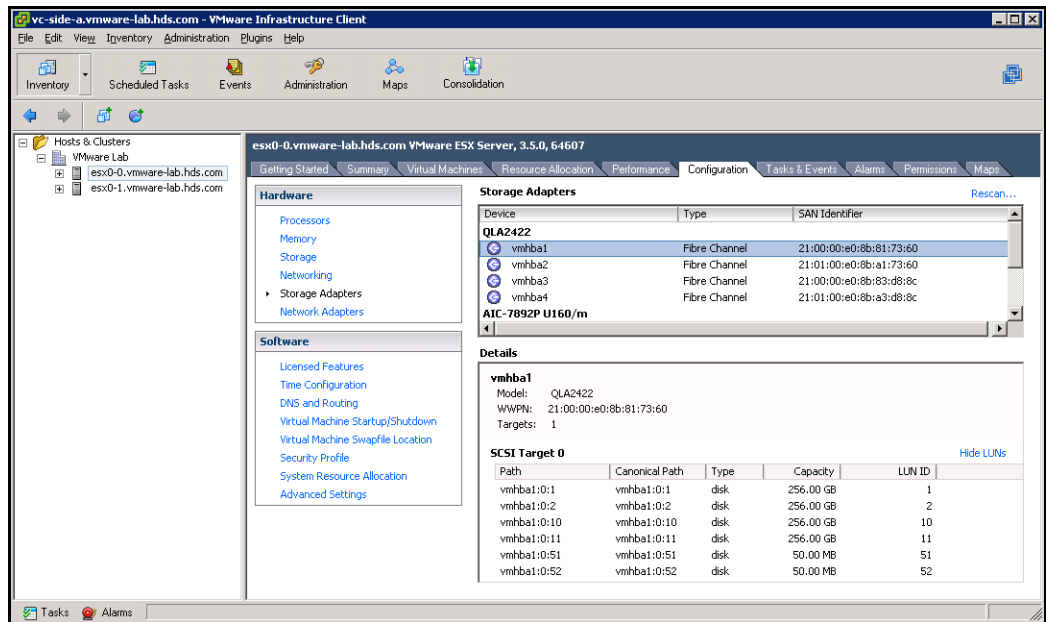 vc-side-a.vmware-lab.hds.com - VMware Infrastructure Client
File Edit View Inventory Administration Plugins Help
Inventory Scheduled Tasks Events Administration Maps Consolidation
Hosts & Clusters
VMware Lab
esx0-0.vmware-lab.hds.com
esx0-1.vmware-lab.hds.com
esx0-0.vmware-lab.hds.com VMware ESX Server, 3.5.0, 64607
Getting Started Summary Virtual Machines Resource Allocation Performance Configuration Tasks & Events Alarms Permissions Maps
Hardware
Processors
Memory
Storage
Networking
Storage Adapters
Network Adapters
Software
Licensed Features
Time Configuration
DNS and Routing
Virtual Machine Startup/Shutdown
Virtual Machine Swapfile Location
Security Profile
System Resource Allocation
Advanced Settings
Storage Adapters Rescan...
Device Type SAN Identifier
QLA2422
vmhba1 Fibre Channel 21:00:00:e0:8b:81:73:60
vmhba2 Fibre Channel 21:01:00:e0:8b:a1:73:60
vmhba3 Fibre Channel 21:00:00:e0:8b:83:d8:8c
vmhba4 Fibre Channel 21:01:00:e0:8b:a3:d8:8c
AIC-7892P U160/m
Details
vmhba1
Model: QLA2422
WWPN: 21:00:00:e0:8b:81:73:60
Targets: 1
SCSI Target 0 Hide LUNs
Path Canonical Path Type Capacity LUN ID
vmhba1:0:1 vmhba1:0:1 disk 256.00 GB 1
vmhba1:0:2 vmhba1:0:2 disk 256.00 GB 2
vmhba1:0:10 vmhba1:0:10 disk 256.00 GB 10
vmhba1:0:11 vmhba1:0:11 disk 256.00 GB 11
vmhba1:0:51 vmhba1:0:51 disk 50.00 MB 51
vmhba1:0:52 vmhba1:0:52 disk 50.00 MB 52
Tasks Alarms